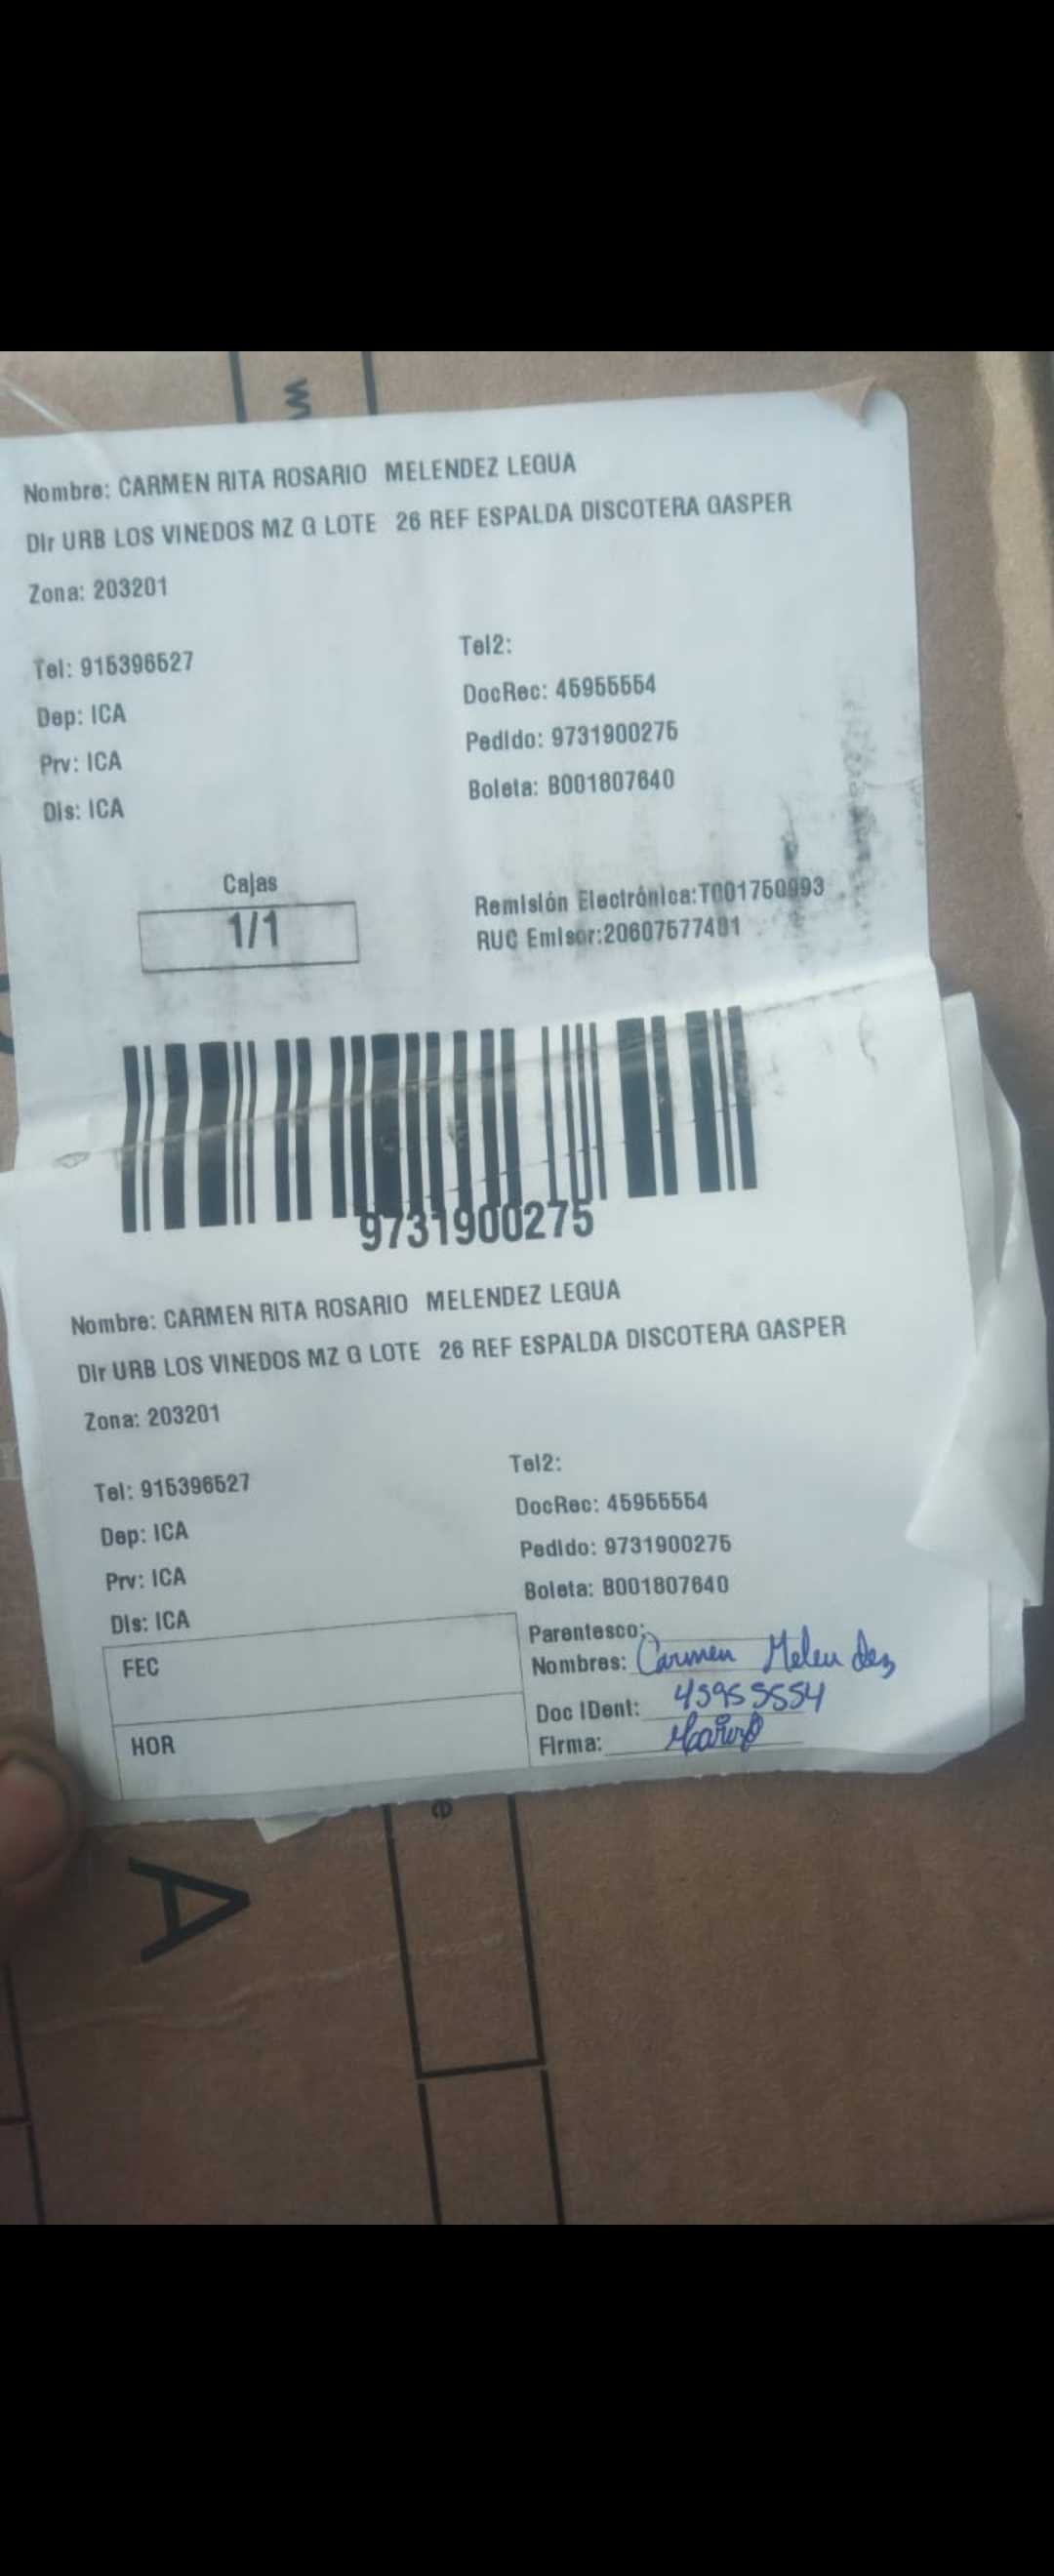 W
Nombre: CARMEN RITA ROSARIO MELENDEZ LEGUA
Dir URB LOS VINEDOS MZ G LOTE 26 REF ESPALDA DISCOTERA GASPER
Zona: 203201
Tel: 915396527
Tel2:
Dep: ICA
DocRec: 45955554
Prv: ICA
Pedido: 9731900275
Dis: ICA
Boleta: B001807640
Cajas
1/1
Remisión Electrónica:T001750993
RUC Emisor:20607577481
9731900275
Nombre: CARMEN RITA ROSARIO MELENDEZ LEGUA
Dir URB LOS VINEDOS MZ G LOTE 26 REF ESPALDA DISCOTERA GASPER
Zona: 203201
Tel: 915396527
Tel2:
Dep: ICA
DocRec: 45955554
Prv: ICA
Pedido: 9731900275
Dis: ICA
Boleta: B001807640
Parentesco:
FEC
Nombres: Carmen Melendez
Doc IDent: 45955554
HOR
Firma:
e
A